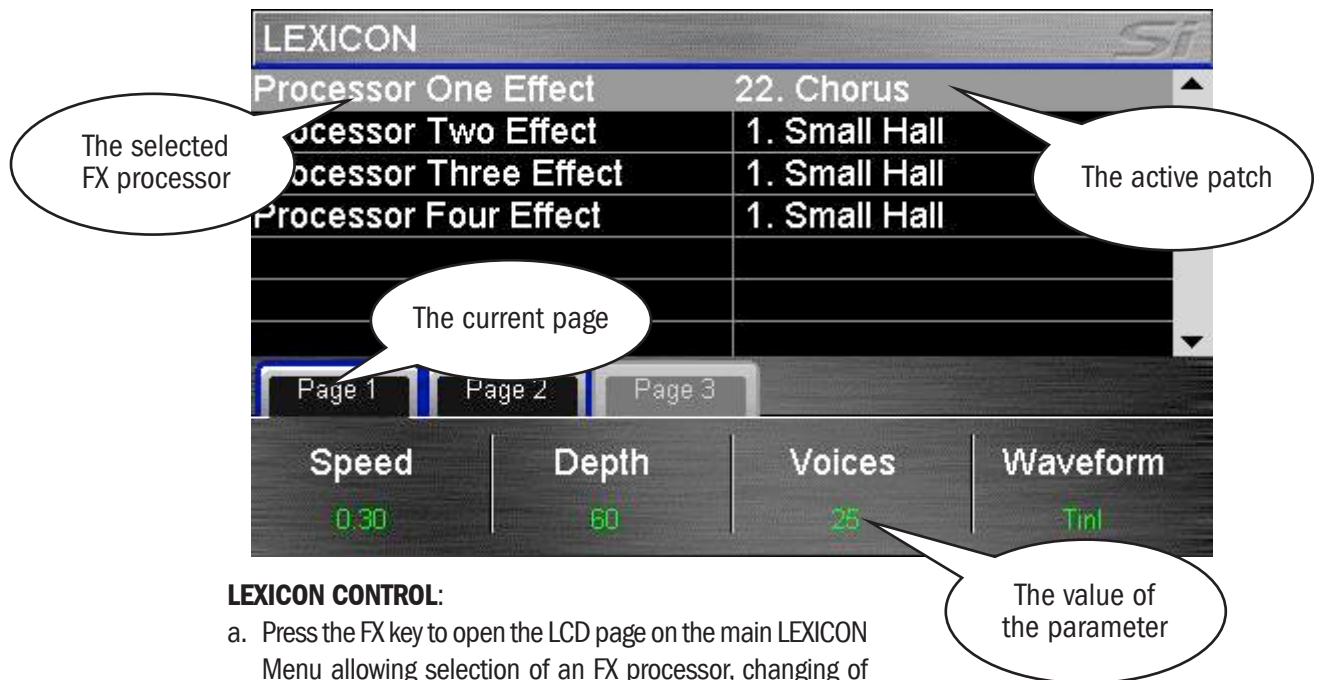 LEXICON Si
Processor One Effect 22. Chorus
The selected
FX processor
ocessor Two Effect 1. Small Hall
ocessor Three Effect 1. Small Hall
The active patch
Processor Four Effect 1. Small Hall
The current page
Page 1 Page 2 Page 3
Speed Depth Voices Waveform
0.30 60 25
The value of
the parameter
LEXICON CONTROL:
a. Press the FX key to open the LCD page on the main LEXICON
Menu allowing selection of an FX processor, changing of